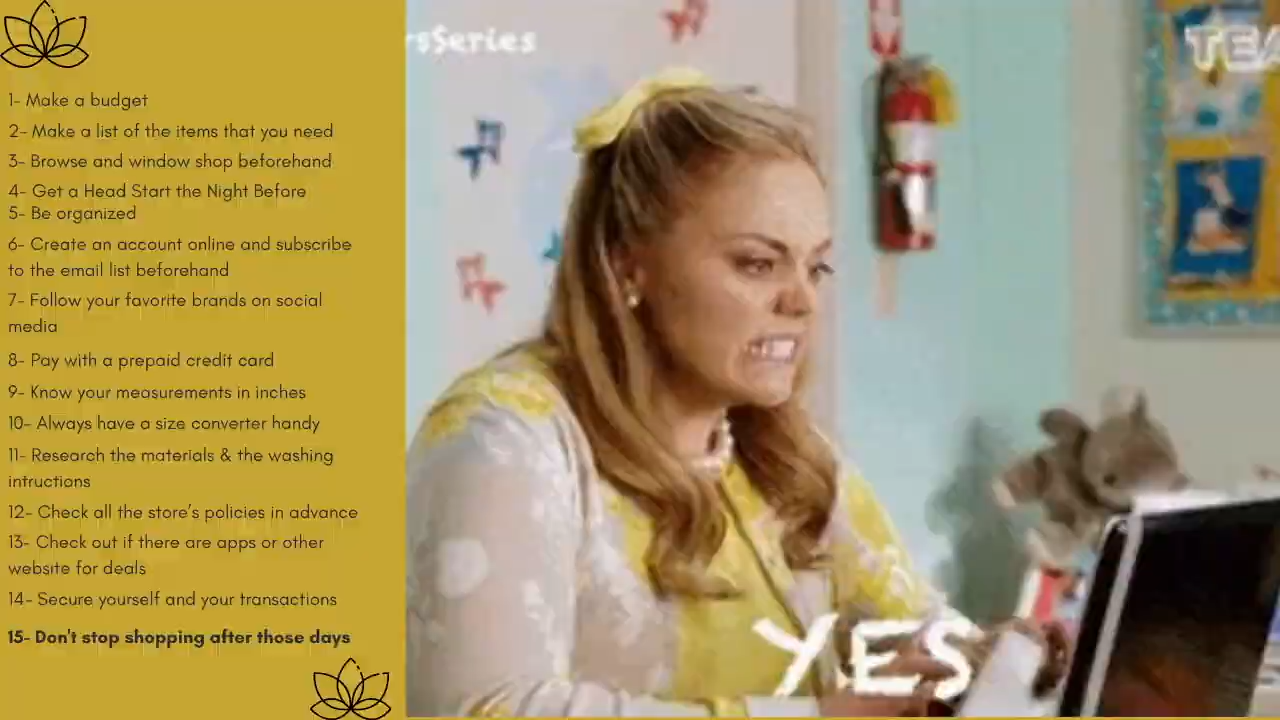 1- Make a budget
2- Make a list of the items that you need
3- Browse and window shop beforehand
4- Get a Head Start the Night Before
5- Be organized
6- Create an account online and subscribe
to the email list beforehand
7- Follow your favorite brands on social
media
8- Pay with a prepaid credit card
9- Know your measurements in inches
10- Always have a size converter handy
11- Research the materials & the washing
intructions
12- Check all the store's policies in advance
13- Check out if there are apps or other
website for deals
14- Secure yourself and your transactions
15- Don't stop shopping after those days
rs$eries
TEA
YES